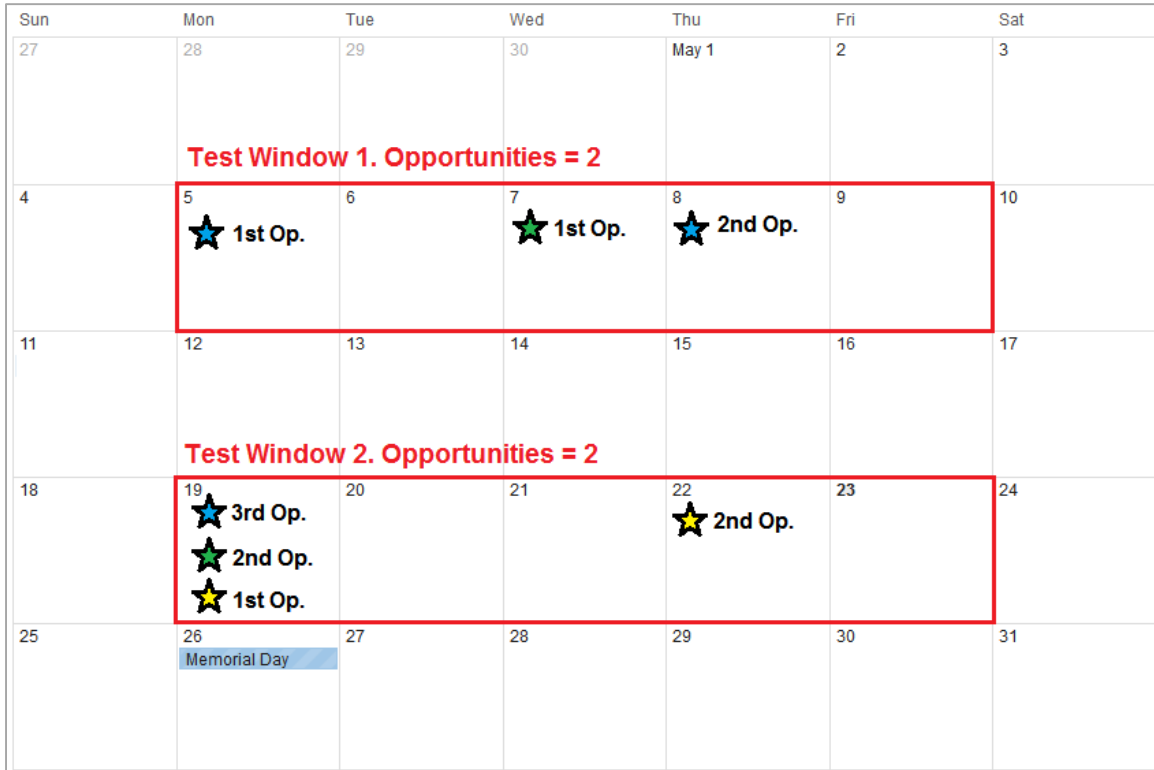 Sun Mon Tue Wed Thu Fri Sat
27 28 29 30 May 1 2 3
Test Window 1. Opportunities = 2
4 5 6 7 8 9 10
1st Op. 1st Op. 2nd Op.
11 12 13 14 15 16 17
Test Window 2. Opportunities = 2
18 19 20 21 22 23 24
3rd Op. 2nd Op.
2nd Op.
1st Op.
25 26 27 28 29 30 31
Memorial Day